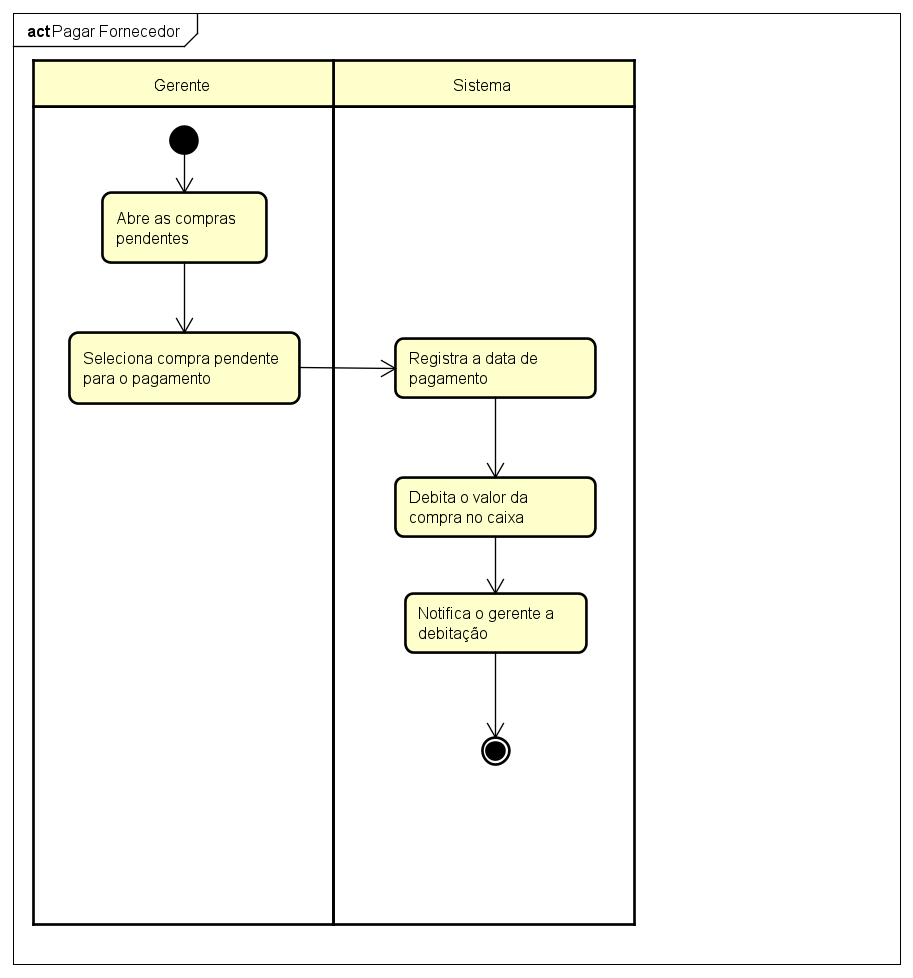 act Pagar Fornecedor
Gerente
Sistema
Abre as compras
pendentes
Seleciona compra pendente
para o pagamento
Registra a data de
pagamento
Debita o valor da
compra no caixa
Notifica o gerente a
debitação